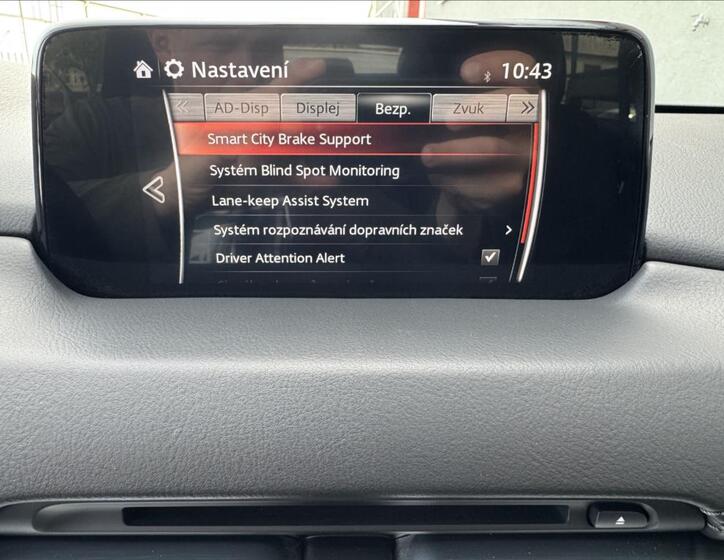 Nastavení
10:43
AD-Disp
Displej
Bezp.
Zvuk
Smart City Brake Support
Systém Blind Spot Monitoring
Lane-keep Assist System
Systém rozpoznávání dopravních značek
Driver Attention Alert